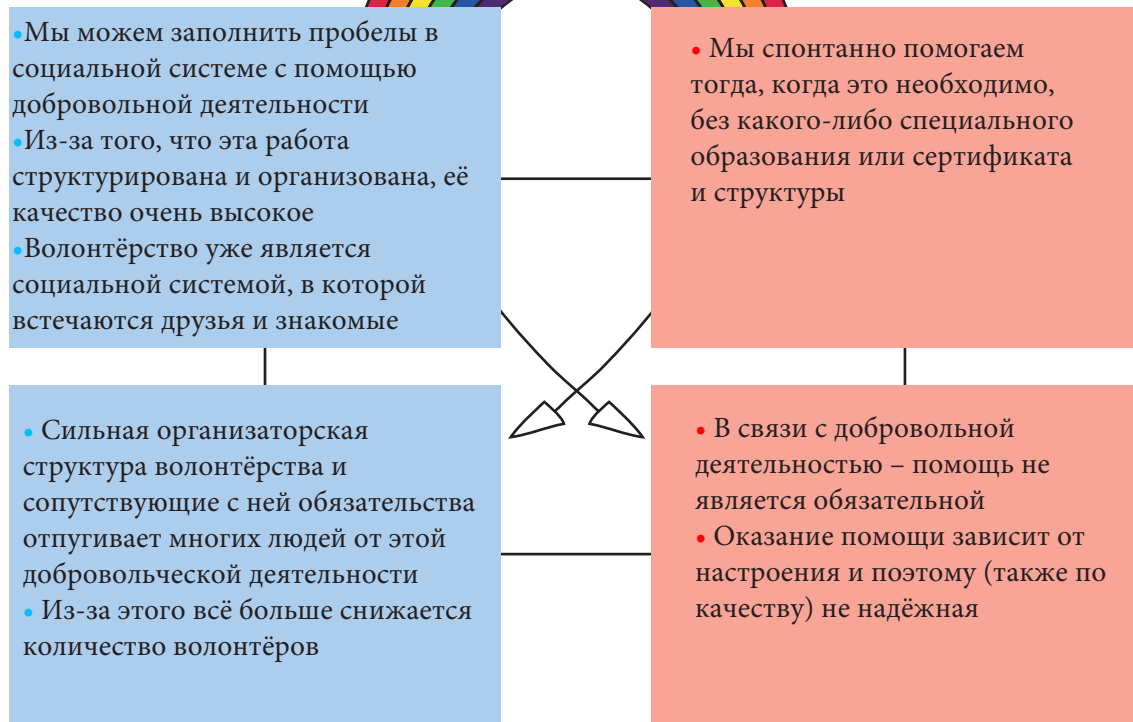 •Мы можем заполнить пробелы в
социальной системе с помощью
добровольной деятельности
•Из-за того, что эта работа
структурирована и организована, её
качество очень высокое
•Волонтёрство уже является
социальной системой, в которой
встечаются друзья и знакомые
• Мы спонтанно помогаем
тогда, когда это необходимо,
без какого-либо специального
образования или сертификата
и структуры
• Сильная организаторская
структура волонтёрства и
сопутствующие с ней обязательства
отпугивает многих людей от этой
добровольческой деятельности
• Из-за этого всё больше снижается
количество волонтёров
• В связи с добровольной
деятельностью – помощь не
является обязательной
• Оказание помощи зависит от
настроения и поэтому (также по
качеству) не надёжная